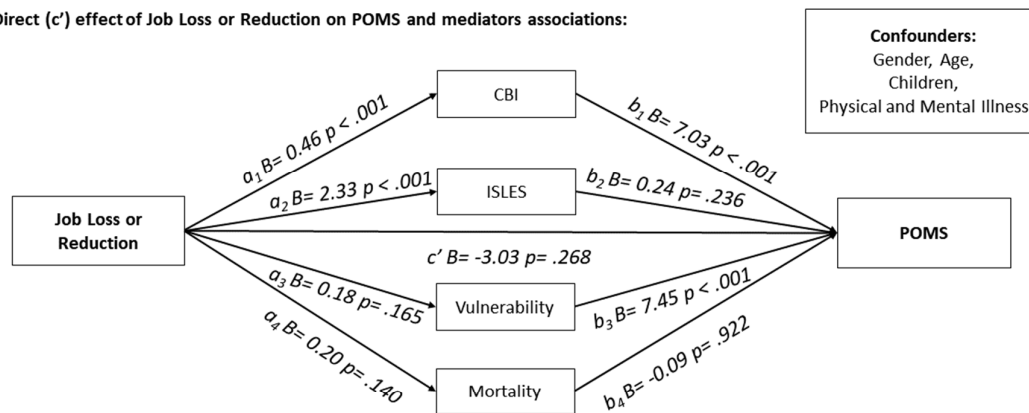 Direct (c’) effect of Job Loss or Reduction on POMS and mediators associations:
Confounders:
Gender, Age,
Children,
Physical and Mental Illness
CBI
a1 B= 0.46 p < .001
b1 B= 7.03 p < .001
ISLES
a2 B= 2.33 p < .001
b2 B= 0.24 p= .236
Job Loss or
Reduction
POMS
c’ B= -3.03 p= .268
a3 B= 0.18 p= .165
Vulnerability
b3 B= 7.45 p < .001
a4 B= 0.20 p= .140
Mortality
b4 B= -0.09 p= .922